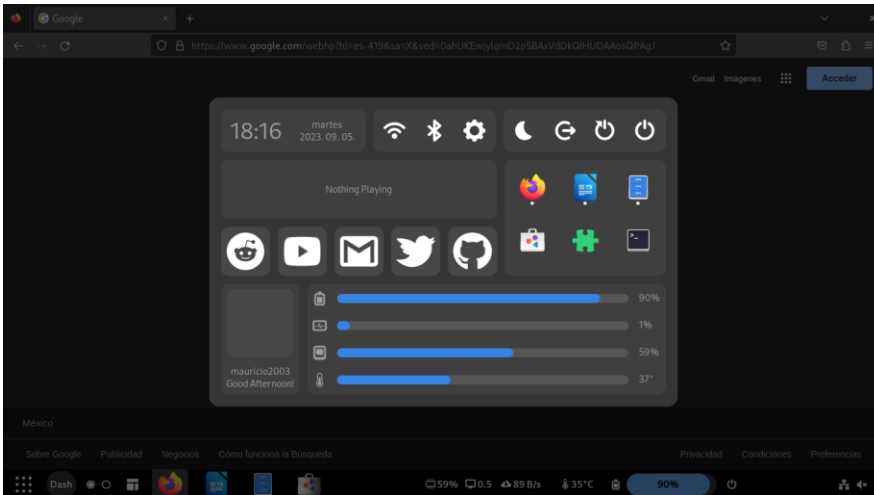 Google
https://www.google.com/webhp?hl=es-419&sa=X&ved=0ahUKEwjylqmD2pSBAxVdDkQIHUDAAosQPAgJ
Gmail Imágenes Acceder
18:16
martes
2023. 09. 05.
Nothing Playing
90%
1%
59%
37°
mauricio2003
Good Afternoon!
México
Sobre Google Publicidad Negocios Cómo funciona la Búsqueda Privacidad Condiciones Preferencias
Dash 59% 0.5 89 B/s 35°C 90%